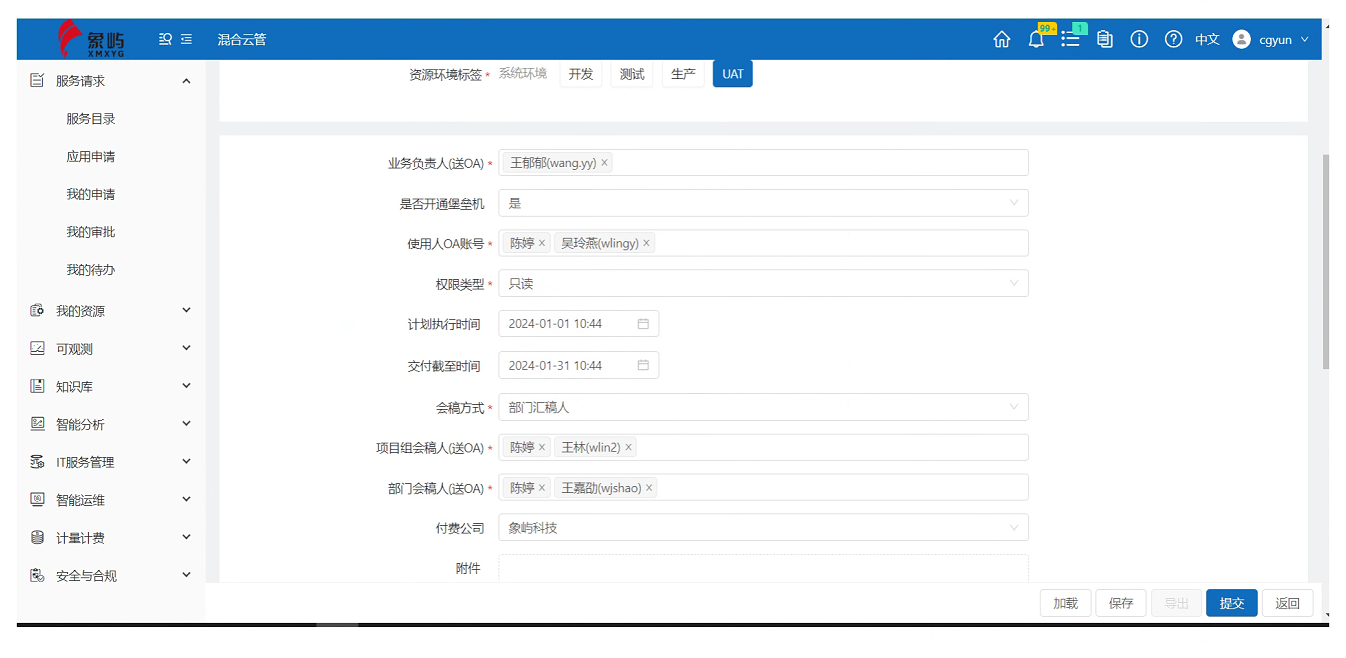 象屿
XMXYG
混合云管
99+
1
中文
cgyun
服务请求
服务目录
应用申请
我的申请
我的审批
我的待办
我的资源
可观测
知识库
智能分析
IT服务管理
智能运维
计量计费
安全与合规
资源环境标签 * 系统环境 开发 测试 生产 UAT
业务负责人(送OA) * 王郁郁(wang.yy) ×
是否开通堡垒机 是
使用人OA账号 * 陈婷 × 吴玲燕(wlingy) ×
权限类型 * 只读
计划执行时间 2024-01-01 10:44
交付截至时间 2024-01-31 10:44
会稿方式 * 部门汇稿人
项目组会稿人(送OA) * 陈婷 × 王林(wlin2) ×
部门会稿人(送OA) * 陈婷 × 王嘉劭(wjshao) ×
付费公司 象屿科技
附件
加载 保存 导出 提交 返回